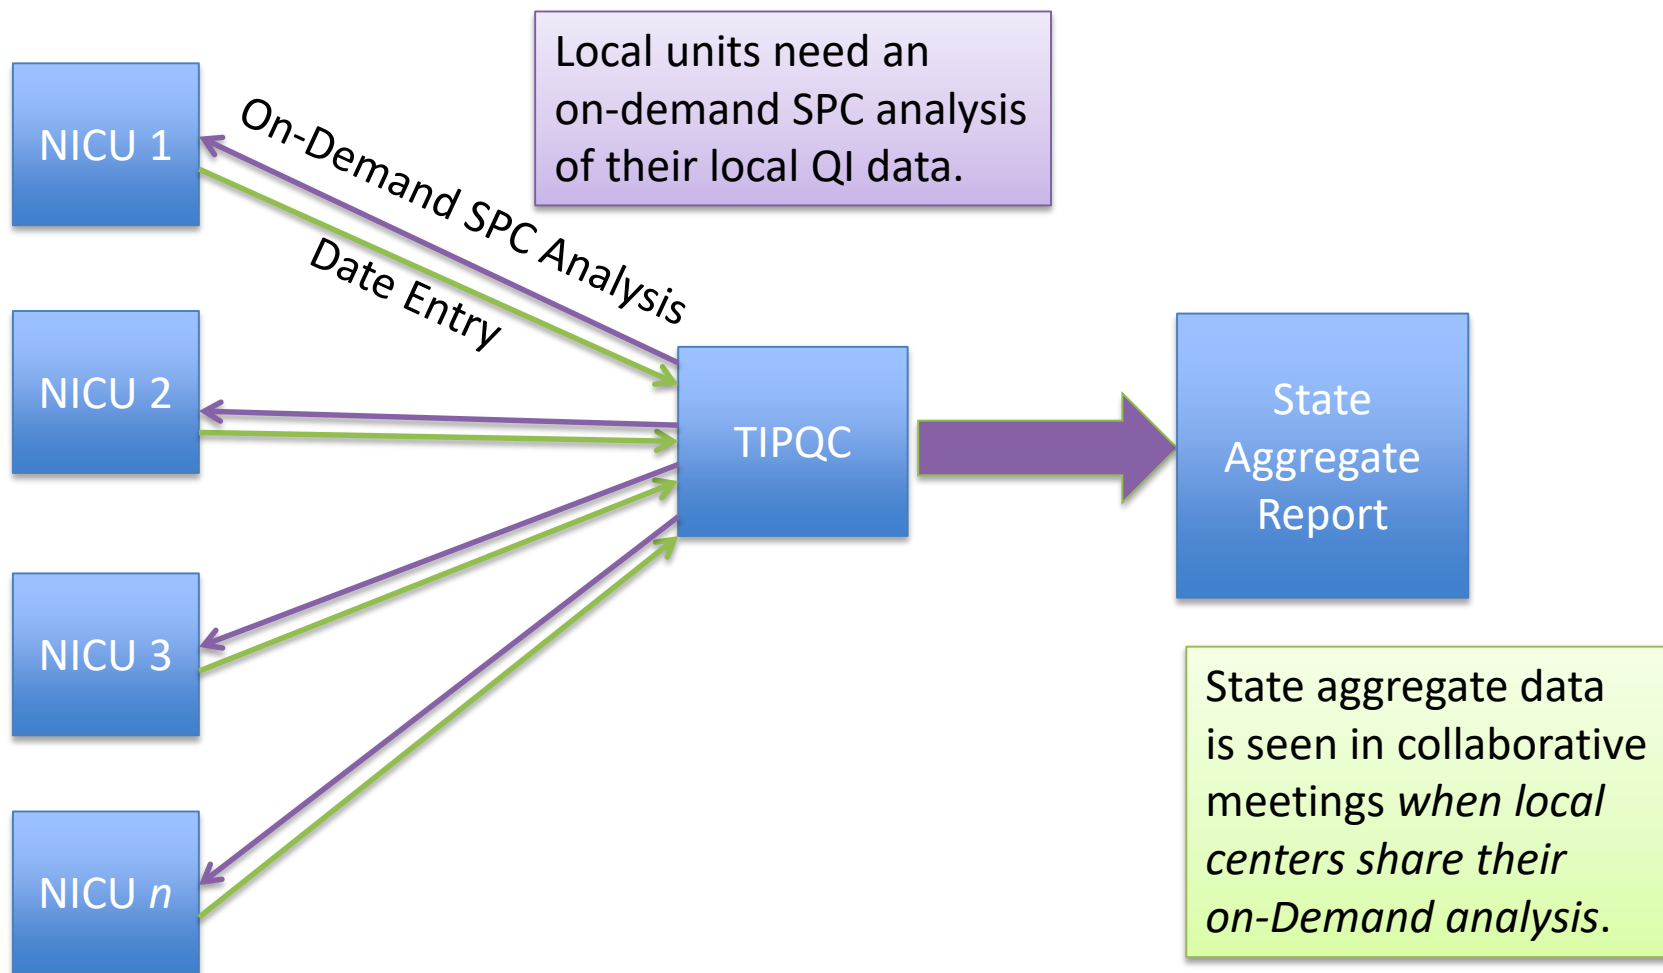 Local units need an
on-demand SPC analysis
of their local QI data.
NICU 1
On-Demand SPC Analysis
Date Entry
NICU 2
TIPQC
State
Aggregate
Report
NICU 3
State aggregate data
is seen in collaborative
meetings when local
centers share their
on-Demand analysis.
NICU n